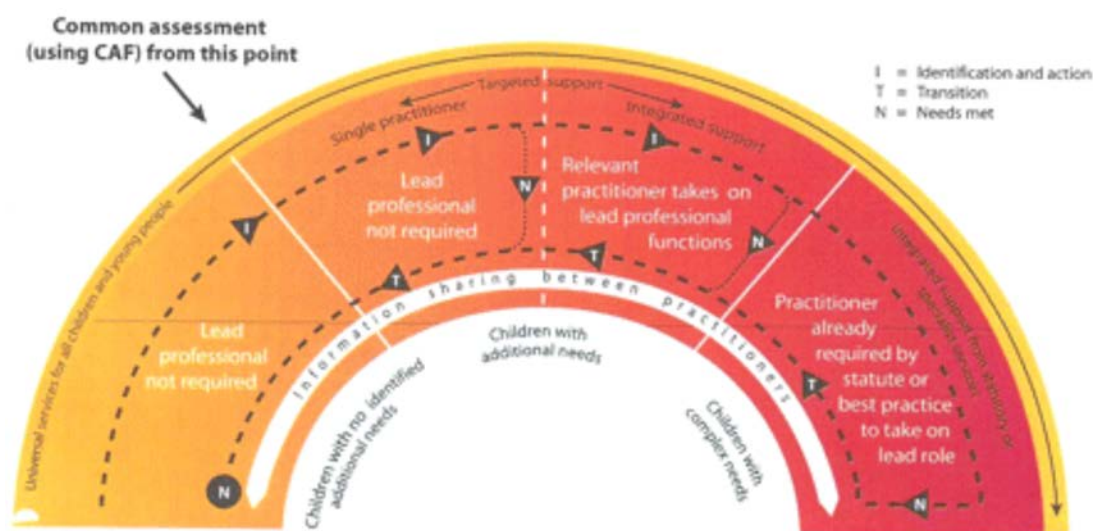 Common assessment
(using CAF) from this point
I = Identification and action
T = Transition
N = Needs met
Targeted support
Single practitioner
Integrated support
I
I
I
Lead
professional
not required
N
Relevant
practitioner takes on
lead professional
functions
N
T
T
Universal services for all children and young people
Information sharing between practitioners
Integrated support from statutory or
specialist services
Lead
professional
not required
Children with
additional needs
Practitioner
already
required by
statute or
best practice
to take on
lead role
T
Children with no identified
additional needs
Children with
complex needs
N
N